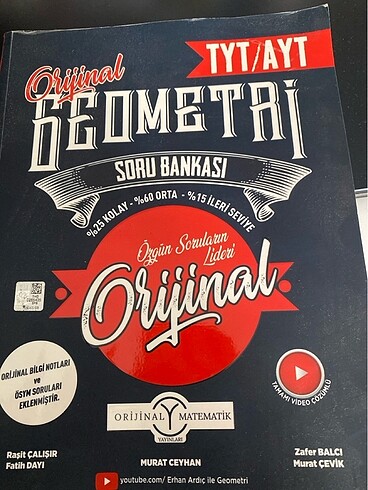 TYT/AYT
Orijinal
GEOMETRİ
SORU BANKASI
%25 KOLAY - %60 ORTA - %15 İLERİ SEVİYE
Özgün Soruların
Lideri
Orijinal
ORİJİNAL BİLGİ NOTLARI
ve
ÖSYM SORULARI
EKLENMİŞTİR.
TAMAMI VİDEO ÇÖZÜMLÜ
ORİJİNAL MATEMATİK
YAYINLARI
Raşit ÇALIŞIR
Fatih DAYI
MURAT CEYHAN
Zafer BALCI
Murat ÇEVİK
youtube.com/ Erhan Ardıç ile Geometri